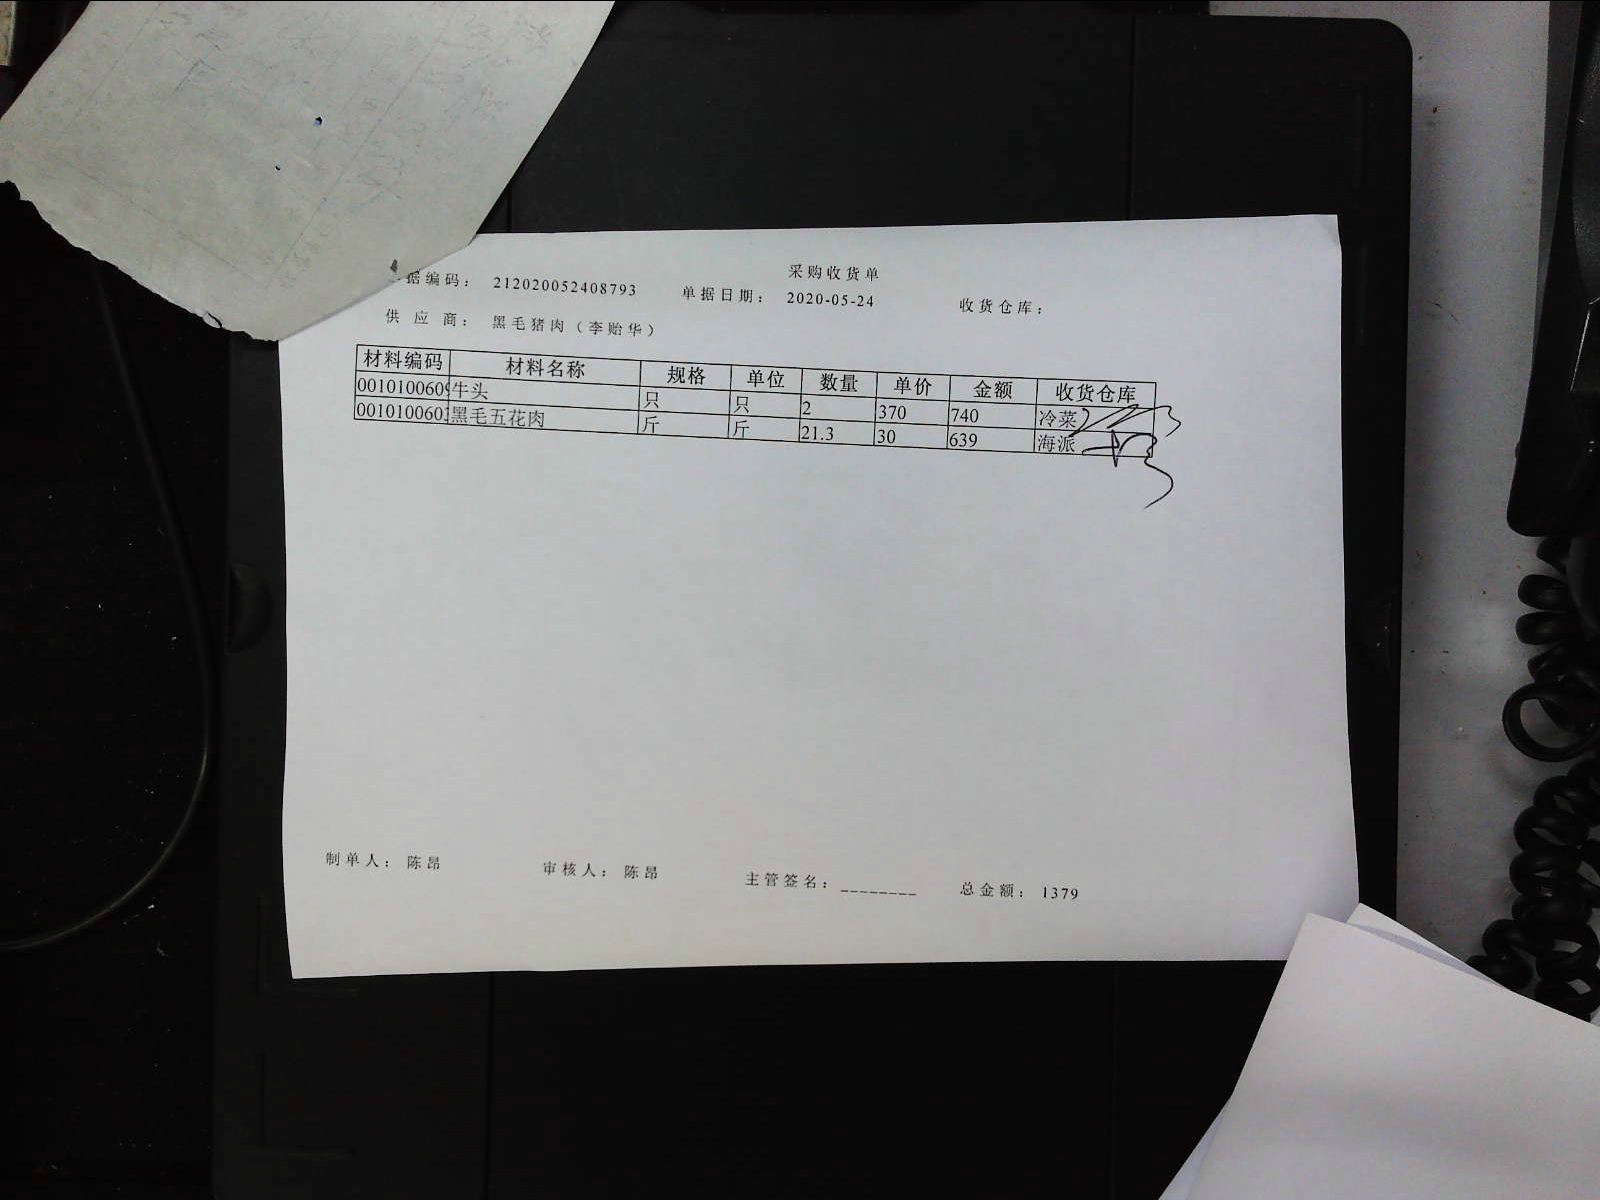 采购收货单
据编码： 212020052408793 单据日期： 2020-05-24 收货仓库：
供 应 商： 黑毛猪肉（李贻华）
材料编码 材料名称 规格 单位 数量 单价 金额 收货仓库
001010060 牛头 只 只 2 370 740 冷菜
001010060 黑毛五花肉 斤 斤 21.3 30 639 海派
制单人： 陈昂 审核人： 陈昂 主管签名：________ 总金额： 1379